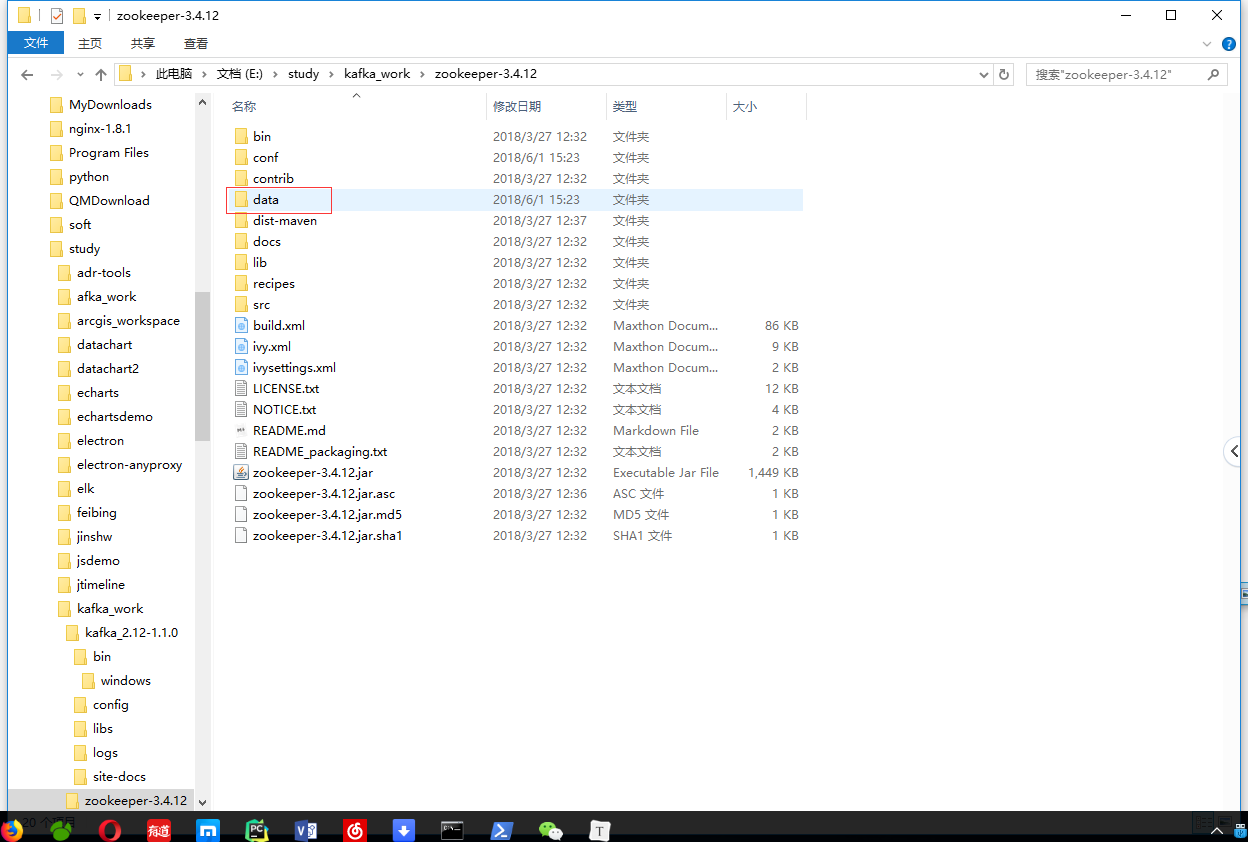 zookeeper-3.4.12
文件 主页 共享 查看
此电脑 文档 (E:) study kafka_work zookeeper-3.4.12 搜索"zookeeper-3.4.12"
MyDownloads
nginx-1.8.1
Program Files
python
QMDownload
soft
study
adr-tools
afka_work
arcgis_workspace
datachart
datachart2
echarts
echartsdemo
electron
electron-anyproxy
elk
feibing
jinshw
jsdemo
jtimeline
kafka_work
kafka_2.12-1.1.0
bin
windows
config
libs
logs
site-docs
zookeeper-3.4.12
名称 修改日期 类型 大小
bin 2018/3/27 12:32 文件夹
conf 2018/6/1 15:23 文件夹
contrib 2018/3/27 12:32 文件夹
data 2018/6/1 15:23 文件夹
dist-maven 2018/3/27 12:37 文件夹
docs 2018/3/27 12:32 文件夹
lib 2018/3/27 12:32 文件夹
recipes 2018/3/27 12:32 文件夹
src 2018/3/27 12:32 文件夹
build.xml 2018/3/27 12:32 Maxthon Docum... 86 KB
ivy.xml 2018/3/27 12:32 Maxthon Docum... 9 KB
ivysettings.xml 2018/3/27 12:32 Maxthon Docum... 2 KB
LICENSE.txt 2018/3/27 12:32 文本文档 12 KB
NOTICE.txt 2018/3/27 12:32 文本文档 4 KB
README.md 2018/3/27 12:32 Markdown File 2 KB
README_packaging.txt 2018/3/27 12:32 文本文档 2 KB
zookeeper-3.4.12.jar 2018/3/27 12:32 Executable Jar File 1,449 KB
zookeeper-3.4.12.jar.asc 2018/3/27 12:36 ASC 文件 1 KB
zookeeper-3.4.12.jar.md5 2018/3/27 12:32 MD5 文件 1 KB
zookeeper-3.4.12.jar.sha1 2018/3/27 12:32 SHA1 文件 1 KB
20 个项目
有道 PC V T